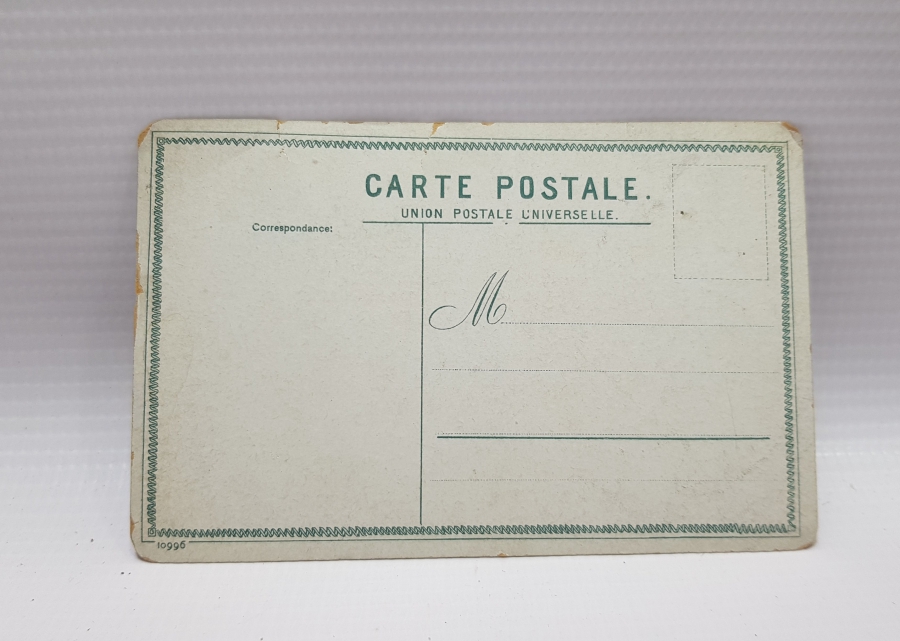 CARTE POSTALE.
UNION POSTALE UNIVERSELLE.
Correspondance:
M
10996